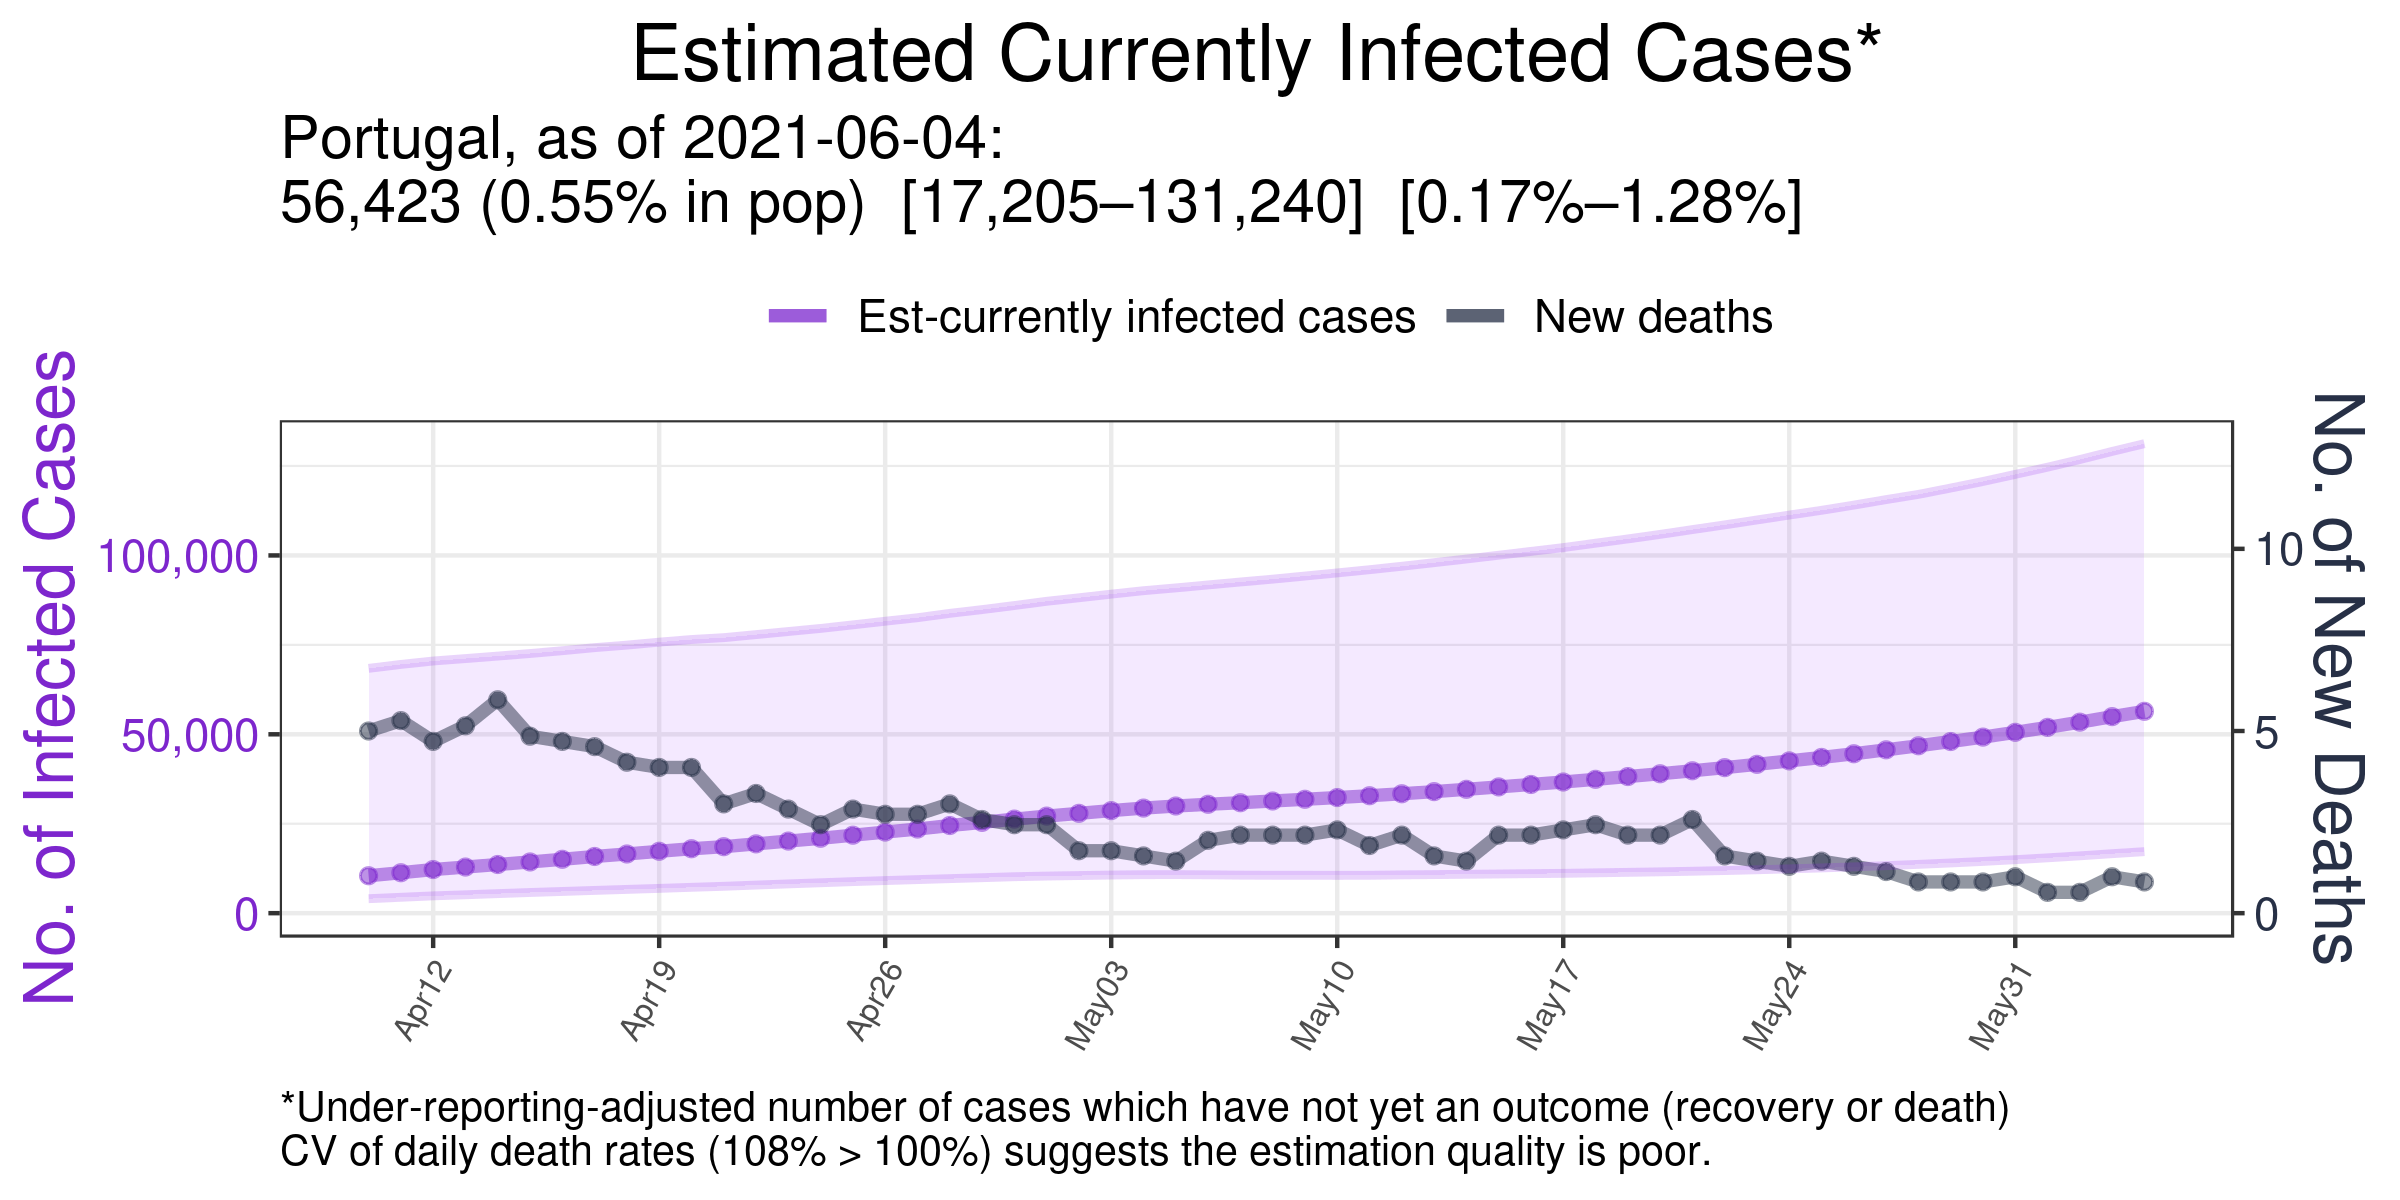 Estimated Currently Infected Cases*
Portugal, as of 2021-06-04:
56,423 (0.55% in pop)  [17,205–131,240]  [0.17%–1.28%]
Est-currently infected cases
New deaths
No. of Infected Cases
100,000
50,000
0
No. of New Deaths
10
5
0
Apr12
Apr19
Apr26
May03
May10
May17
May24
May31
*Under-reporting-adjusted number of cases which have not yet an outcome (recovery or death)
CV of daily death rates (108% > 100%) suggests the estimation quality is poor.